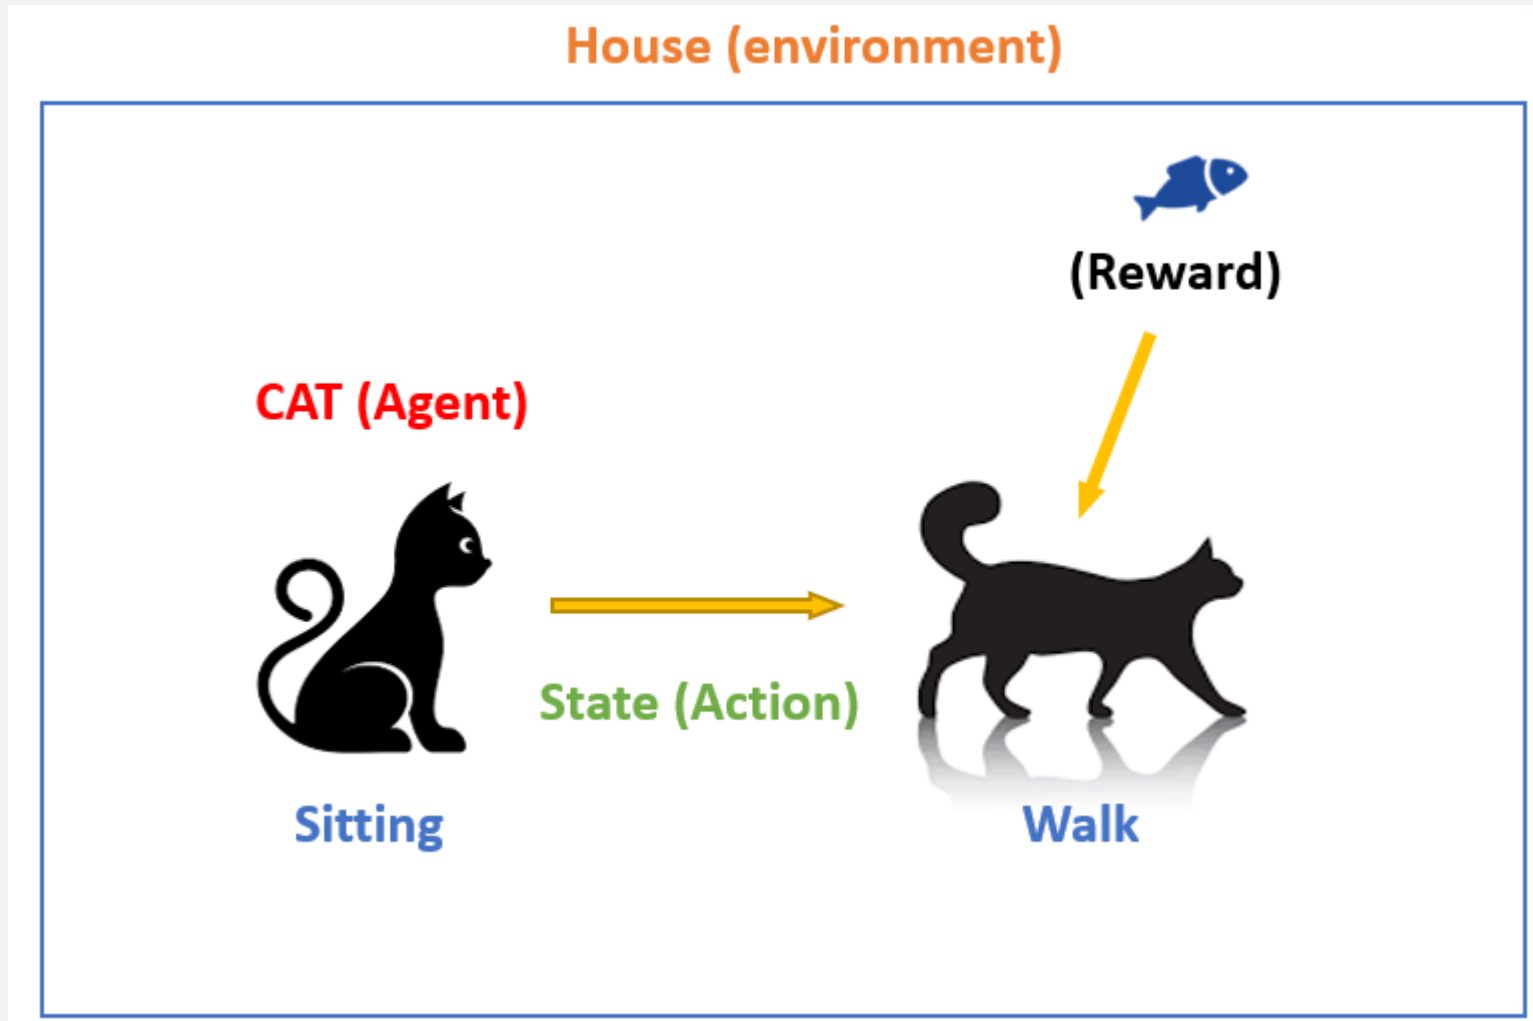 House (environment)
(Reward)
CAT (Agent)
State (Action)
Sitting
Walk